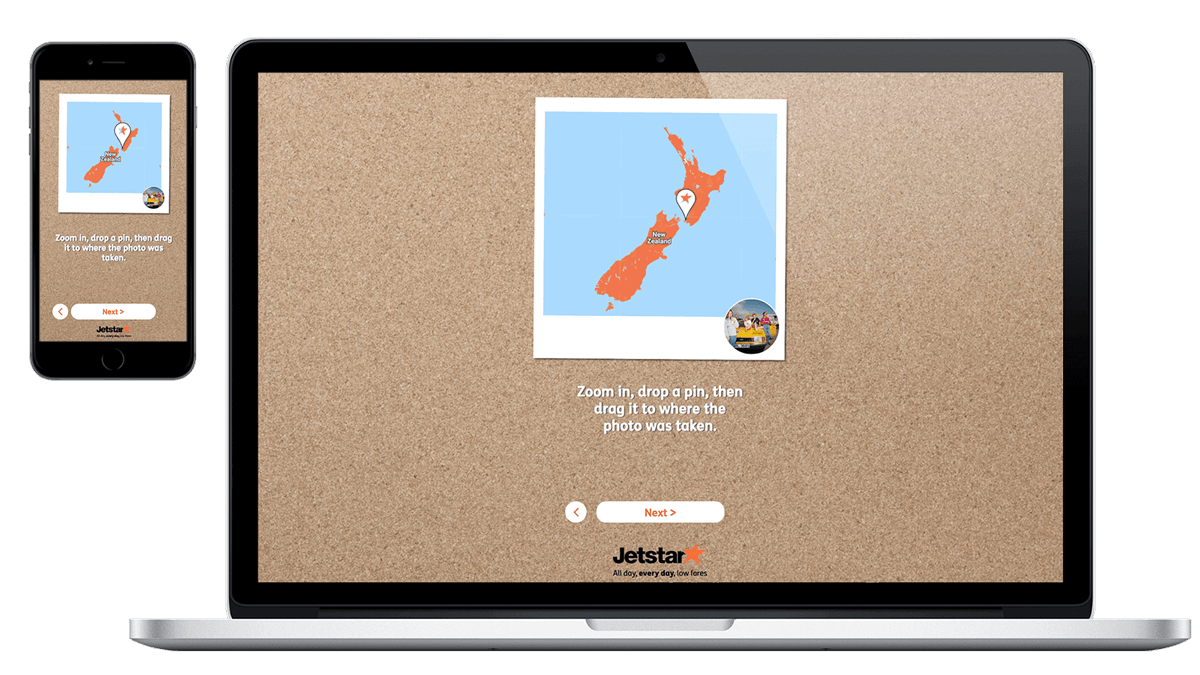 New
Zealand
Zoom in, drop a pin, then drag
it to where the photo was
taken.
Next >
Jetstar
All day, every day, low fares
New
Zealand
Zoom in, drop a pin, then
drag it to where the
photo was taken.
Next >
Jetstar
All day, every day, low fares